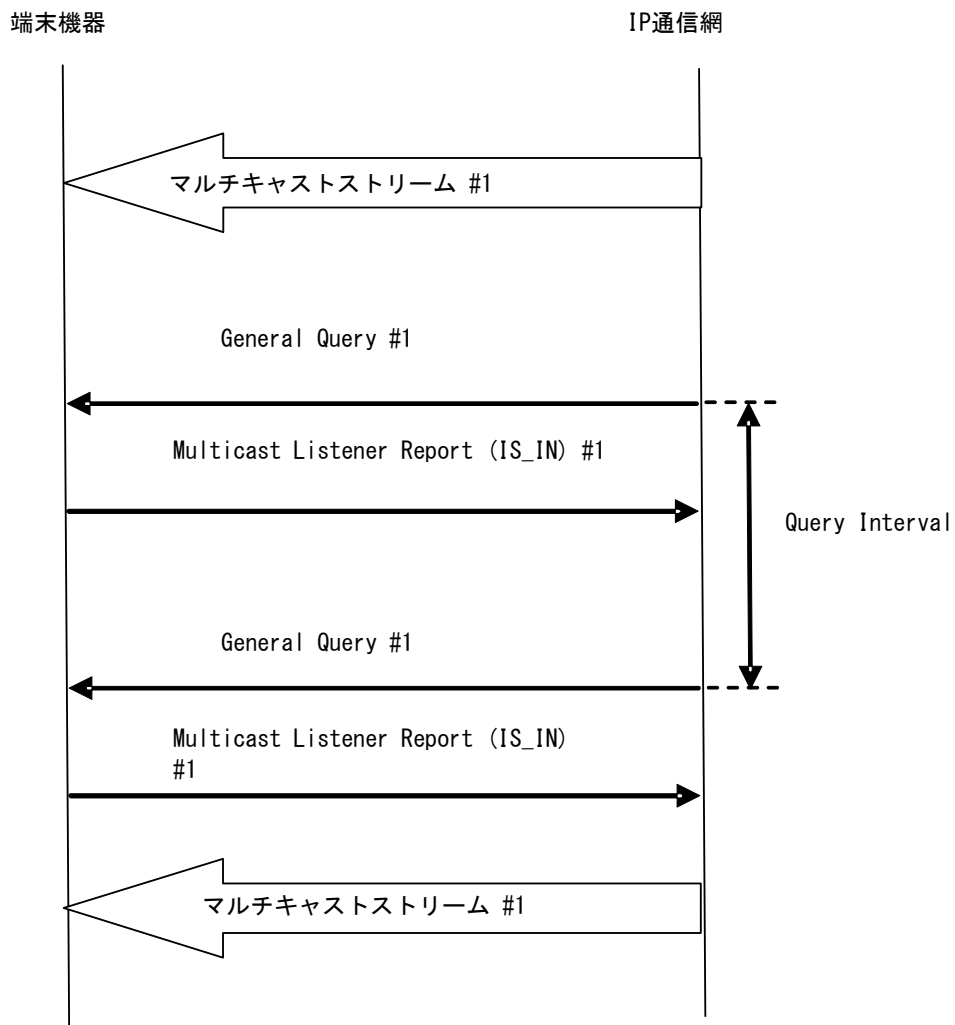 端末機器
IP通信網
マルチキャストストリーム #1
General Query #1
Multicast Listener Report (IS_IN) #1
Query Interval
General Query #1
Multicast Listener Report (IS_IN)
#1
マルチキャストストリーム #1